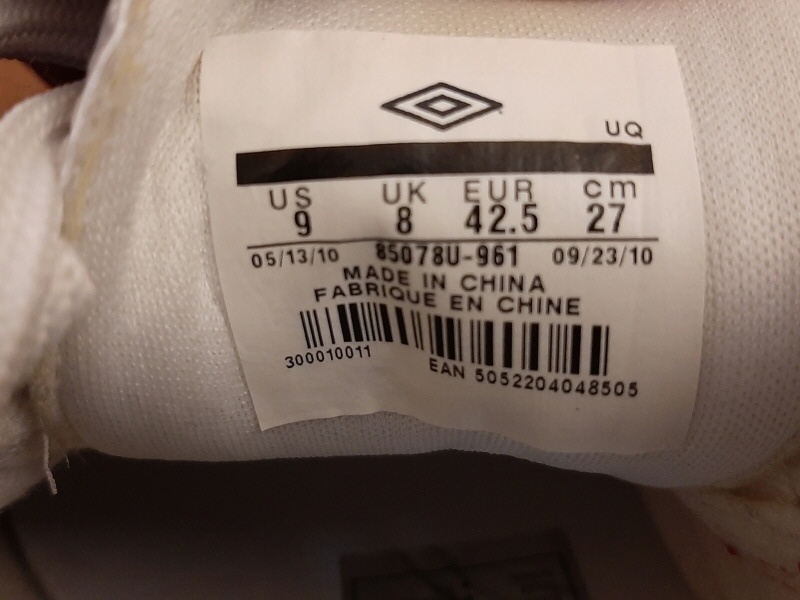 UQ
US UK EUR cm
9 8 42.5 27
05/13/10 85078U-961 09/23/10
MADE IN CHINA
FABRIQUE EN CHINE
300010011
EAN 5052204048505